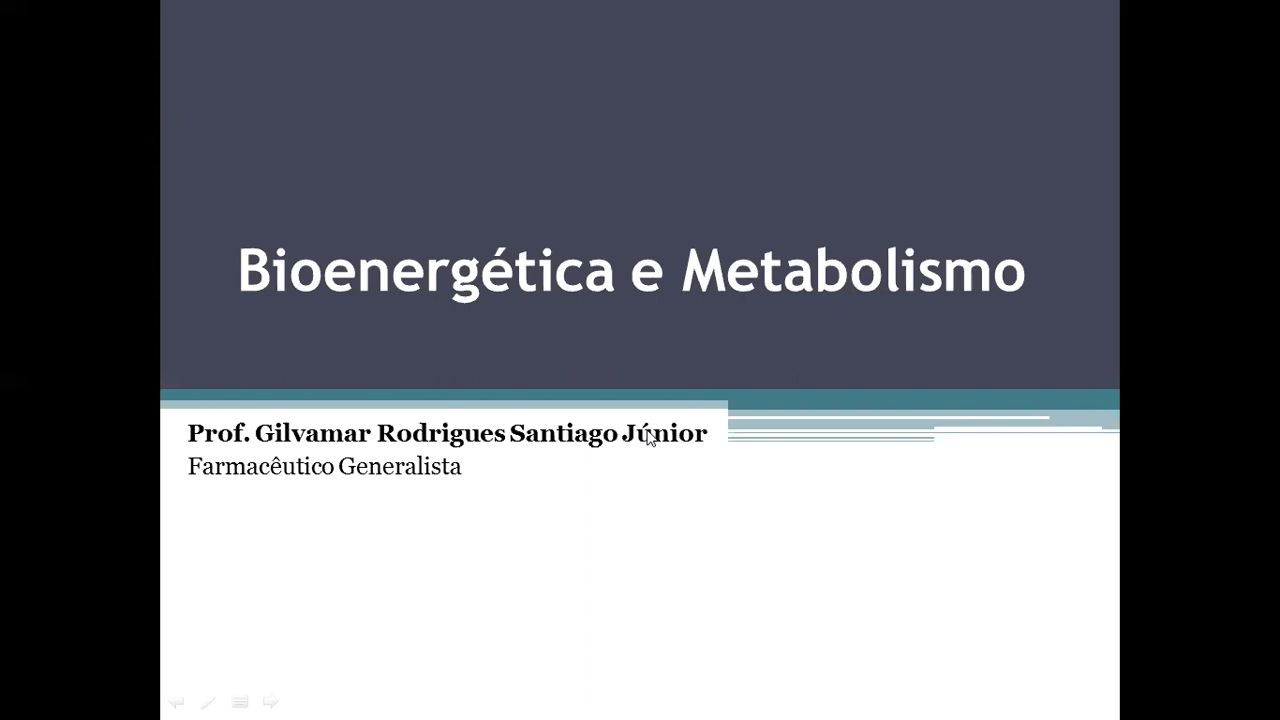 Bioenergética e Metabolismo
Prof. Gilvamar Rodrigues Santiago Júnior
Farmacêutico Generalista